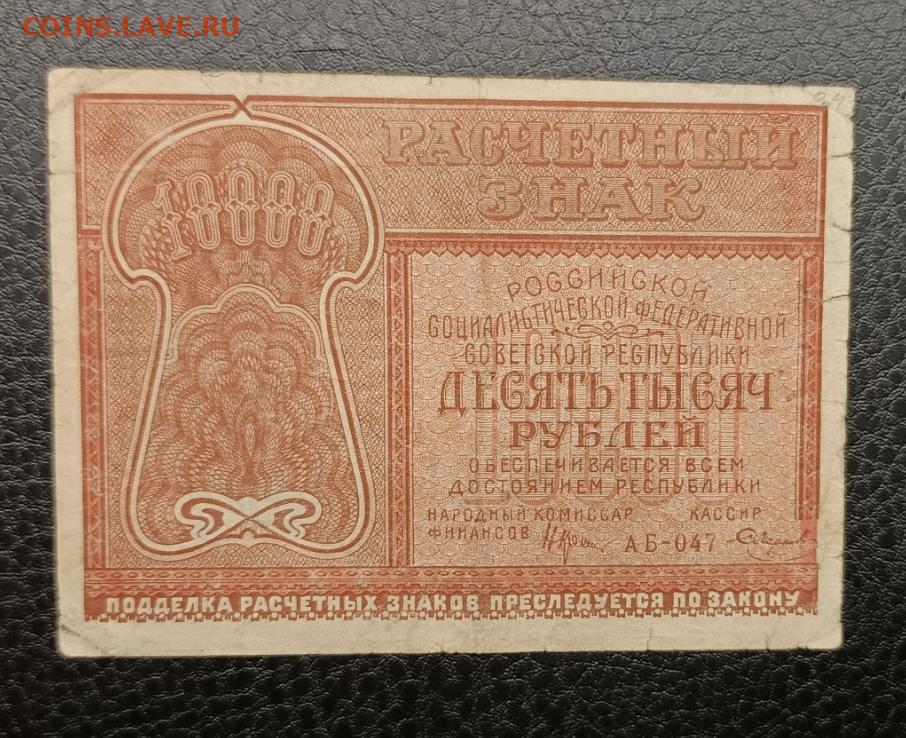 COINS.LAVE.RU
РАСЧЕТНЫЙ
ЗНАК
10000
РОССИЙСКОЙ
СОЦИАЛИСТИЧЕСКОЙ ФЕДЕРАТИВНОЙ
СОВЕТСКОЙ РЕСПУБЛИКИ
ДЕСЯТЬ ТЫСЯЧ
РУБЛЕЙ
ОБЕСПЕЧИВАЕТСЯ ВСЕМ
ДОСТОЯНИЕМ РЕСПУБЛИКИ
НАРОДНЫЙ КОМИССАР КАССИР
ФИНАНСОВ АБ-047
ПОДДЕЛКА РАСЧЕТНЫХ ЗНАКОВ ПРЕСЛЕДУЕТСЯ ПО ЗАКОНУ